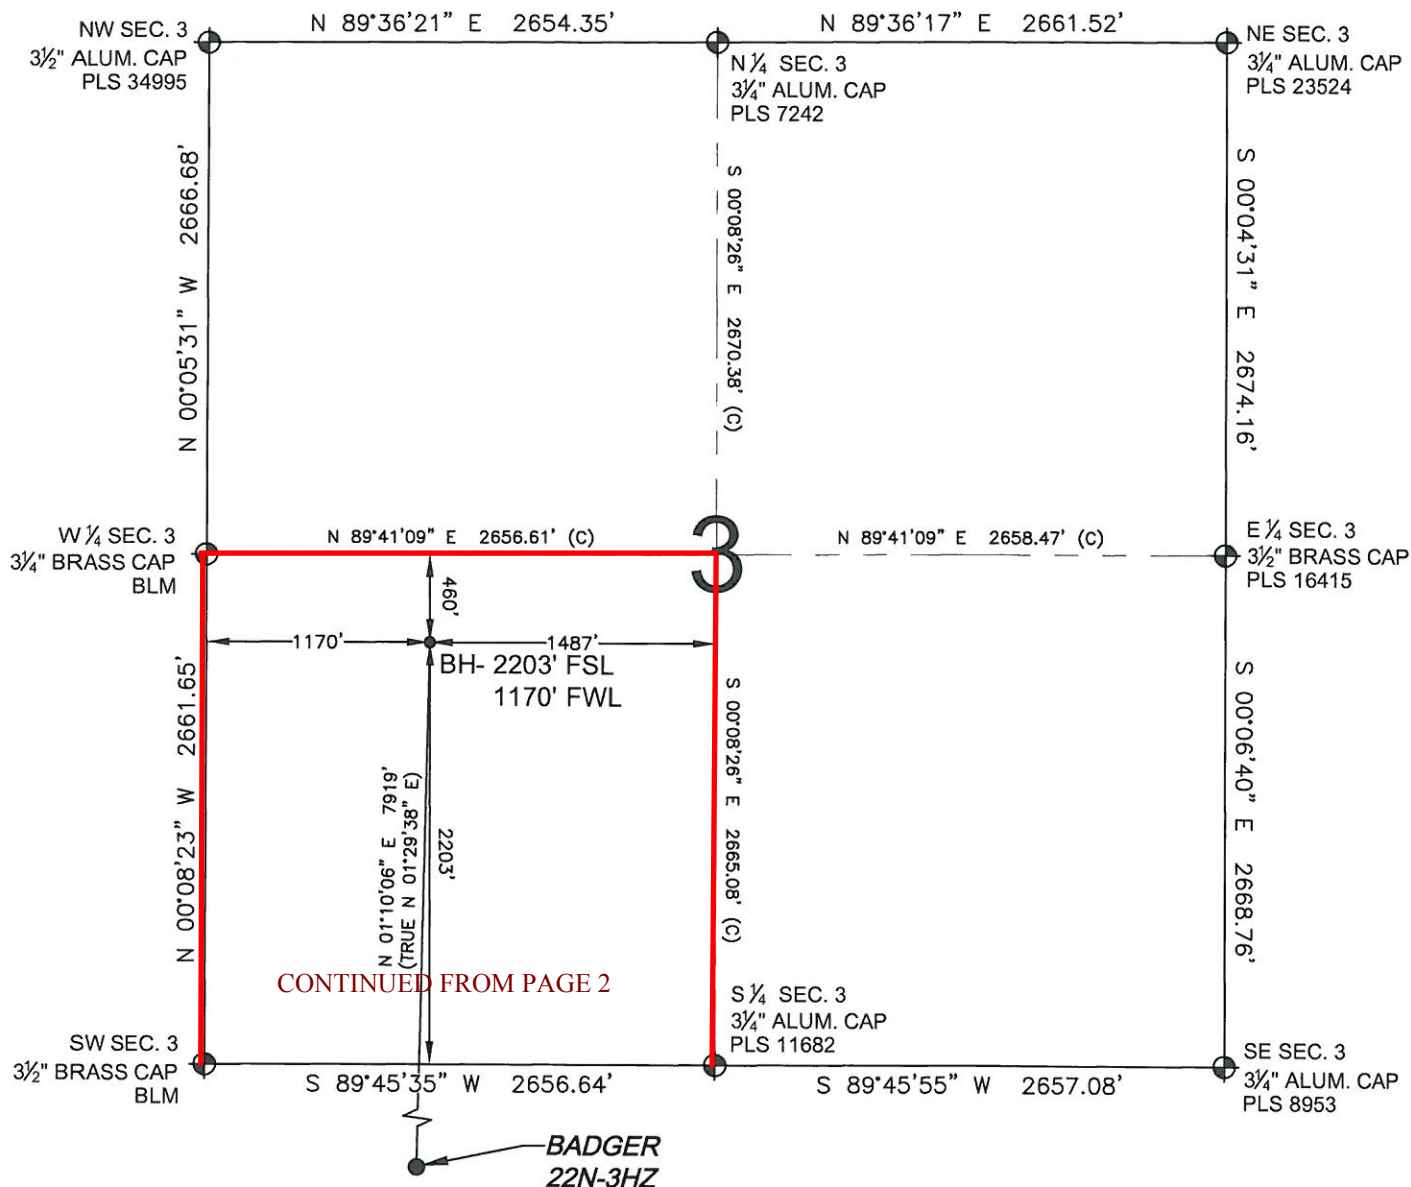 N 89°36'21" E 2654.35'
N 89°36'17" E 2661.52'
NW SEC. 3
3½" ALUM. CAP
PLS 34995
N ¼ SEC. 3
3¼" ALUM. CAP
PLS 7242
NE SEC. 3
3¼" ALUM. CAP
PLS 23524
N 00°05'31" W 2666.68'
S 00°08'26" E 2670.38' (C)
S 00°04'31" E 2674.16'
W ¼ SEC. 3
3¼" BRASS CAP
BLM
N 89°41'09" E 2656.61' (C)
3
N 89°41'09" E 2658.47' (C)
E ¼ SEC. 3
3½" BRASS CAP
PLS 16415
460'
1170'
1487'
BH- 2203' FSL
1170' FWL
N 00°08'23" W 2661.65'
N 01°10'06" E 7919'
(TRUE N 01°29'38" E)
2203'
S 00°08'26" E 2665.08' (C)
S 00°06'40" E 2668.76'
CONTINUED FROM PAGE 2
SW SEC. 3
3½" BRASS CAP
BLM
S ¼ SEC. 3
3¼" ALUM. CAP
PLS 11682
SE SEC. 3
3¼" ALUM. CAP
PLS 8953
S 89°45'35" W 2656.64'
S 89°45'55" W 2657.08'
BADGER
22N-3HZ